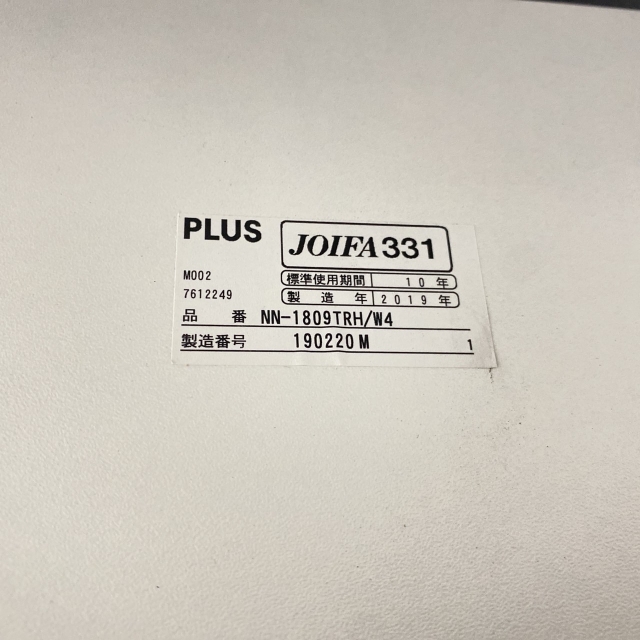 PLUS JOIFA331
M002 標準使用期間 10年
7612249 製造年 2019年
品番 NN-1809TRH/W4
製造番号 190220M 1